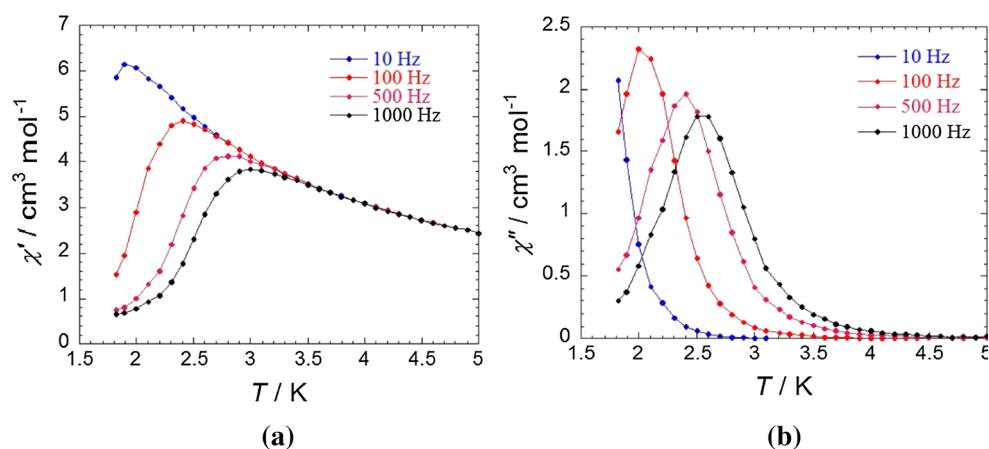 χ′ / cm³ mol⁻¹
7
6
5
4
3
2
1
0
10 Hz
100 Hz
500 Hz
1000 Hz
1.5 2 2.5 3 3.5 4 4.5 5
T / K
(a)
χ″ / cm³ mol⁻¹
2.5
2
1.5
1
0.5
0
10 Hz
100 Hz
500 Hz
1000 Hz
1.5 2 2.5 3 3.5 4 4.5 5
T / K
(b)